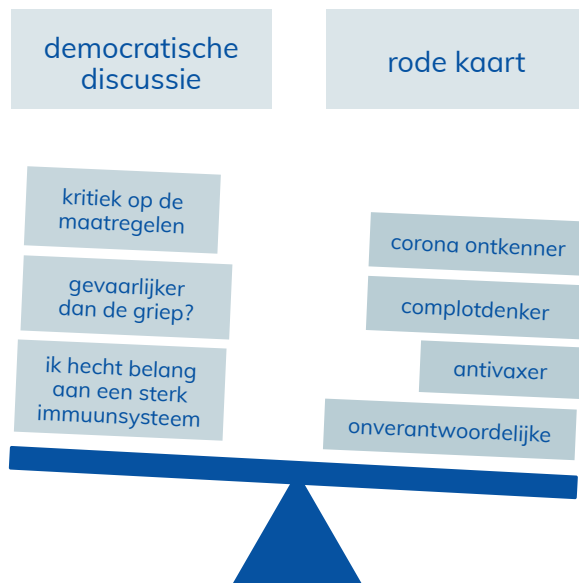 democratische
discussie
rode kaart
kritiek op de
maatregelen
gevaarlijker
dan de griep?
ik hecht belang
aan een sterk
immuunsysteem
corona ontkenner
complotdenker
antivaxer
onverantwoordelijke